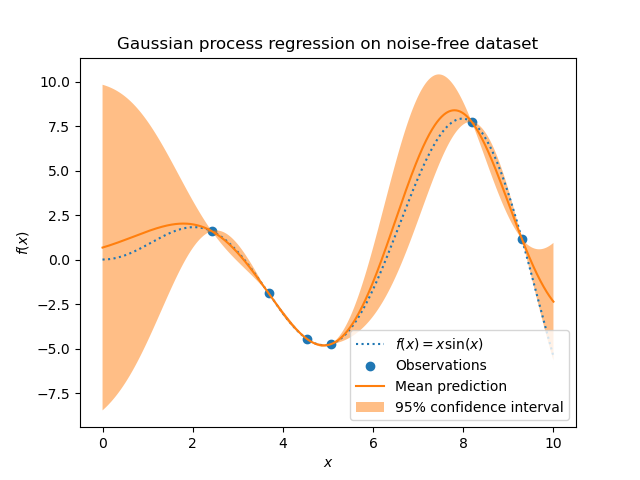 Gaussian process regression on noise-free dataset
f(x)
10.0
7.5
5.0
2.5
0.0
−2.5
−5.0
−7.5
f(x) = x sin(x)
Observations
Mean prediction
95% confidence interval
0 2 4 6 8 10
x